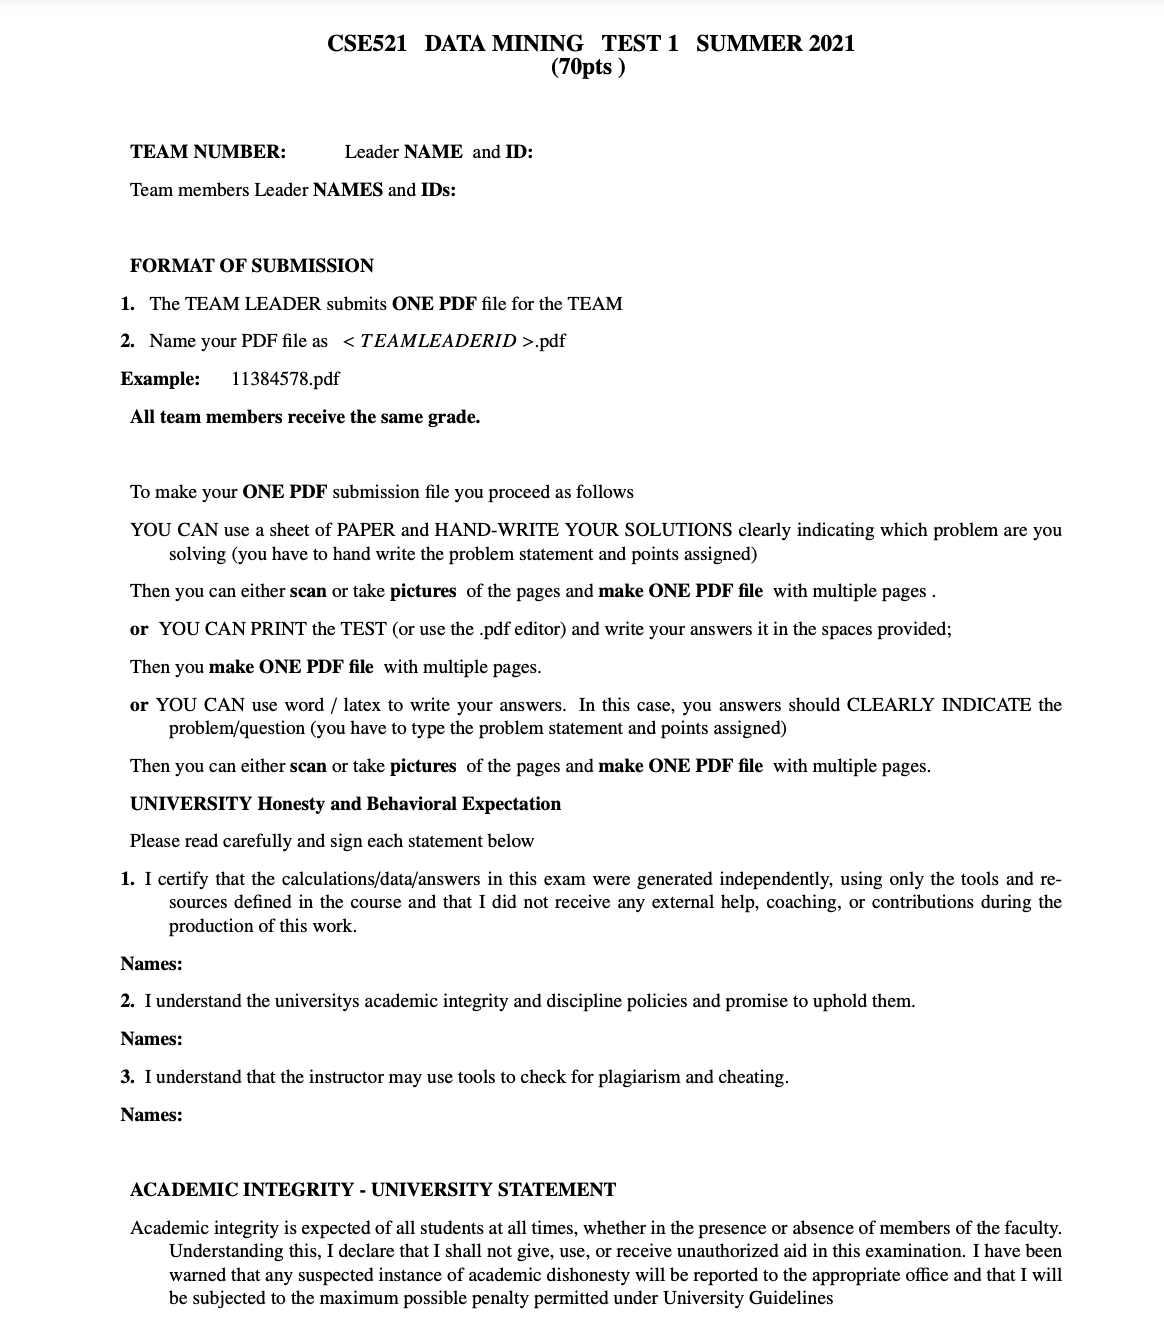 CSE521 DATA MINING TEST 1 SUMMER 2021
(70pts )
TEAM NUMBER: Leader NAME and ID:
Team members Leader NAMES and IDs:
FORMAT OF SUBMISSION
1. The TEAM LEADER submits ONE PDF file for the TEAM
2. Name your PDF file as < TEAMLEADERID >.pdf
Example: 11384578.pdf
All team members receive the same grade.
To make your ONE PDF submission file you proceed as follows
YOU CAN use a sheet of PAPER and HAND-WRITE YOUR SOLUTIONS clearly indicating which problem are you
solving (you have to hand write the problem statement and points assigned)
Then you can either scan or take pictures of the pages and make ONE PDF file with multiple pages .
or YOU CAN PRINT the TEST (or use the .pdf editor) and write your answers it in the spaces provided;
Then you make ONE PDF file with multiple pages.
or YOU CAN use word / latex to write your answers. In this case, you answers should CLEARLY INDICATE the
problem/question (you have to type the problem statement and points assigned)
Then you can either scan or take pictures of the pages and make ONE PDF file with multiple pages.
UNIVERSITY Honesty and Behavioral Expectation
Please read carefully and sign each statement below
1. I certify that the calculations/data/answers in this exam were generated independently, using only the tools and re-
sources defined in the course and that I did not receive any external help, coaching, or contributions during the
production of this work.
Names:
2. I understand the universitys academic integrity and discipline policies and promise to uphold them.
Names:
3. I understand that the instructor may use tools to check for plagiarism and cheating.
Names:
ACADEMIC INTEGRITY - UNIVERSITY STATEMENT
Academic integrity is expected of all students at all times, whether in the presence or absence of members of the faculty.
Understanding this, I declare that I shall not give, use, or receive unauthorized aid in this examination. I have been
warned that any suspected instance of academic dishonesty will be reported to the appropriate office and that I will
be subjected to the maximum possible penalty permitted under University Guidelines